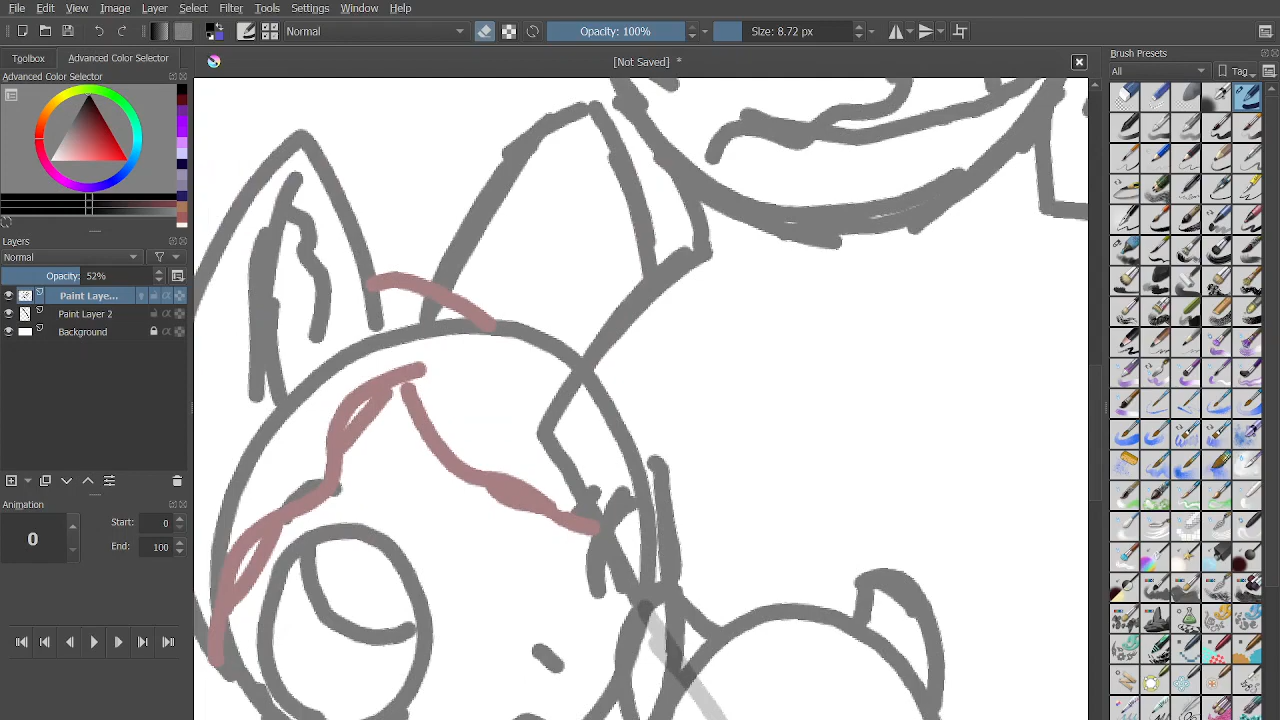 File Edit View Image Layer Select Filter Tools Settings Window Help
Normal
Opacity: 100%
Size: 8.72 px
Toolbox
Advanced Color Selector
[Not Saved] *
Brush Presets
Advanced Color Selector
All
Tag
Layers
Normal
Opacity: 52%
Paint Laye...
Paint Layer 2
Background
Animation
0
Start: 0
End: 100